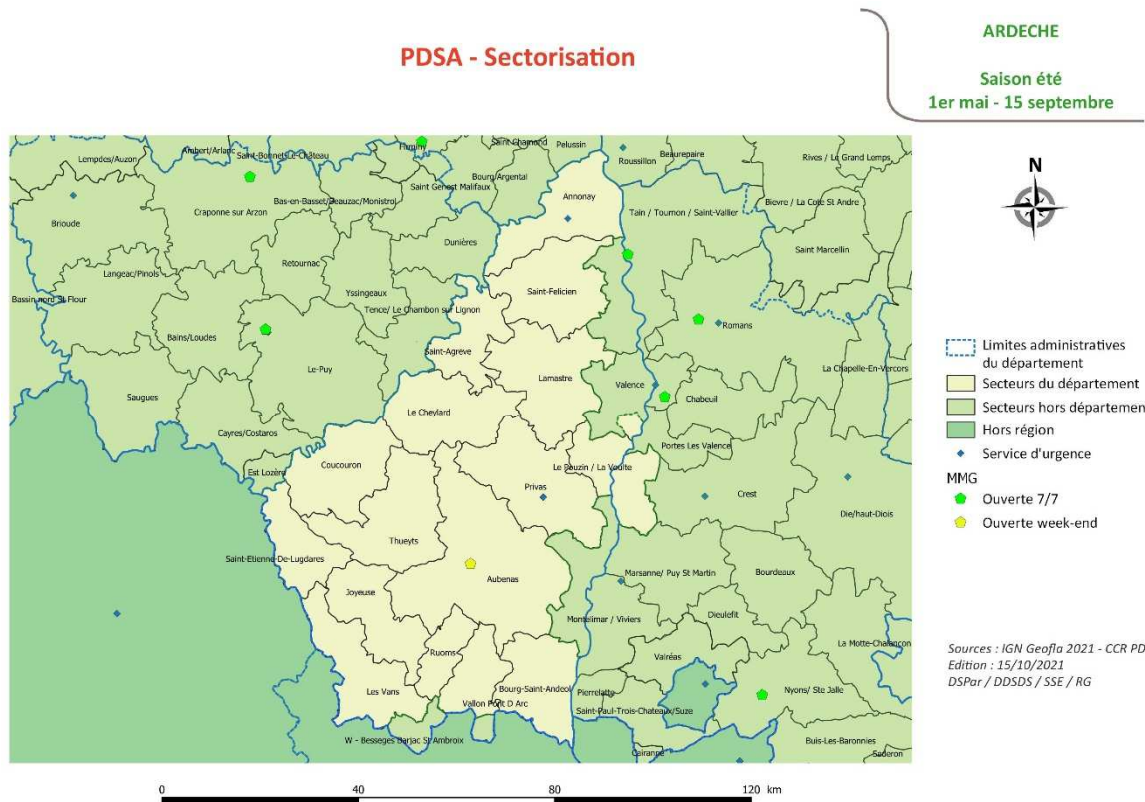 PDSA - Sectorisation
ARDECHE
Saison été
1er mai - 15 septembre
Lempdes/Auzon
Ambert/Arlanc
Saint-Bonnet-Le-Château
Firminy
Saint Chamond
Pelussin
Roussillon
Beaurepaire
Rives / Le Grand Lemps
Bourg/Argental
Saint Genest Malifaux
Bas-en-Basset/Beauzac/Monistrol
Annonay
Bievre / La Cote St Andre
Craponne sur Arzon
Tain / Tournon / Saint-Vallier
Brioude
Dunières
Saint Marcellin
Retournac
Langeac/Pinols
Saint-Felicien
Yssingeaux
Bassin nord St Flour
Tence/ Le Chambon sur Lignon
Romans
Bains/Loudes
Saint-Agreve
Le-Puy
La Chapelle-En-Vercors
Lamastre
Valence
Saugues
Chabeuil
Le Cheylard
Cayres/Costaros
Portes Les Valence
Coucouron
Le Pouzin / La Voulte
Est Lozère
Privas
Crest
Die/haut-Diois
Thueyts
Saint-Etienne-De-Lugdares
Marsanne/ Puy St Martin
Bourdeaux
Aubenas
Joyeuse
Dieulefit
Montelimar / Viviers
La Motte-Chalancon
Ruoms
Valréas
Les Vans
Bourg-Saint-Andeol
Pierrelatte
Nyons/ Ste Jalle
Vallon Pont D Arc
Saint-Paul-Trois-Chateaux/Suze
W - Besseges Barjac St Ambroix
Buis-Les-Baronnies
Cairanne
Sederon
N
Limites administratives
du département
Secteurs du département
Secteurs hors départemen
Hors région
Service d'urgence
MMG
Ouverte 7/7
Ouverte week-end
Sources : IGN Geofla 2021 - CCR PD
Edition : 15/10/2021
DSPar / DDSDS / SSE / RG
0 40 80 120 km